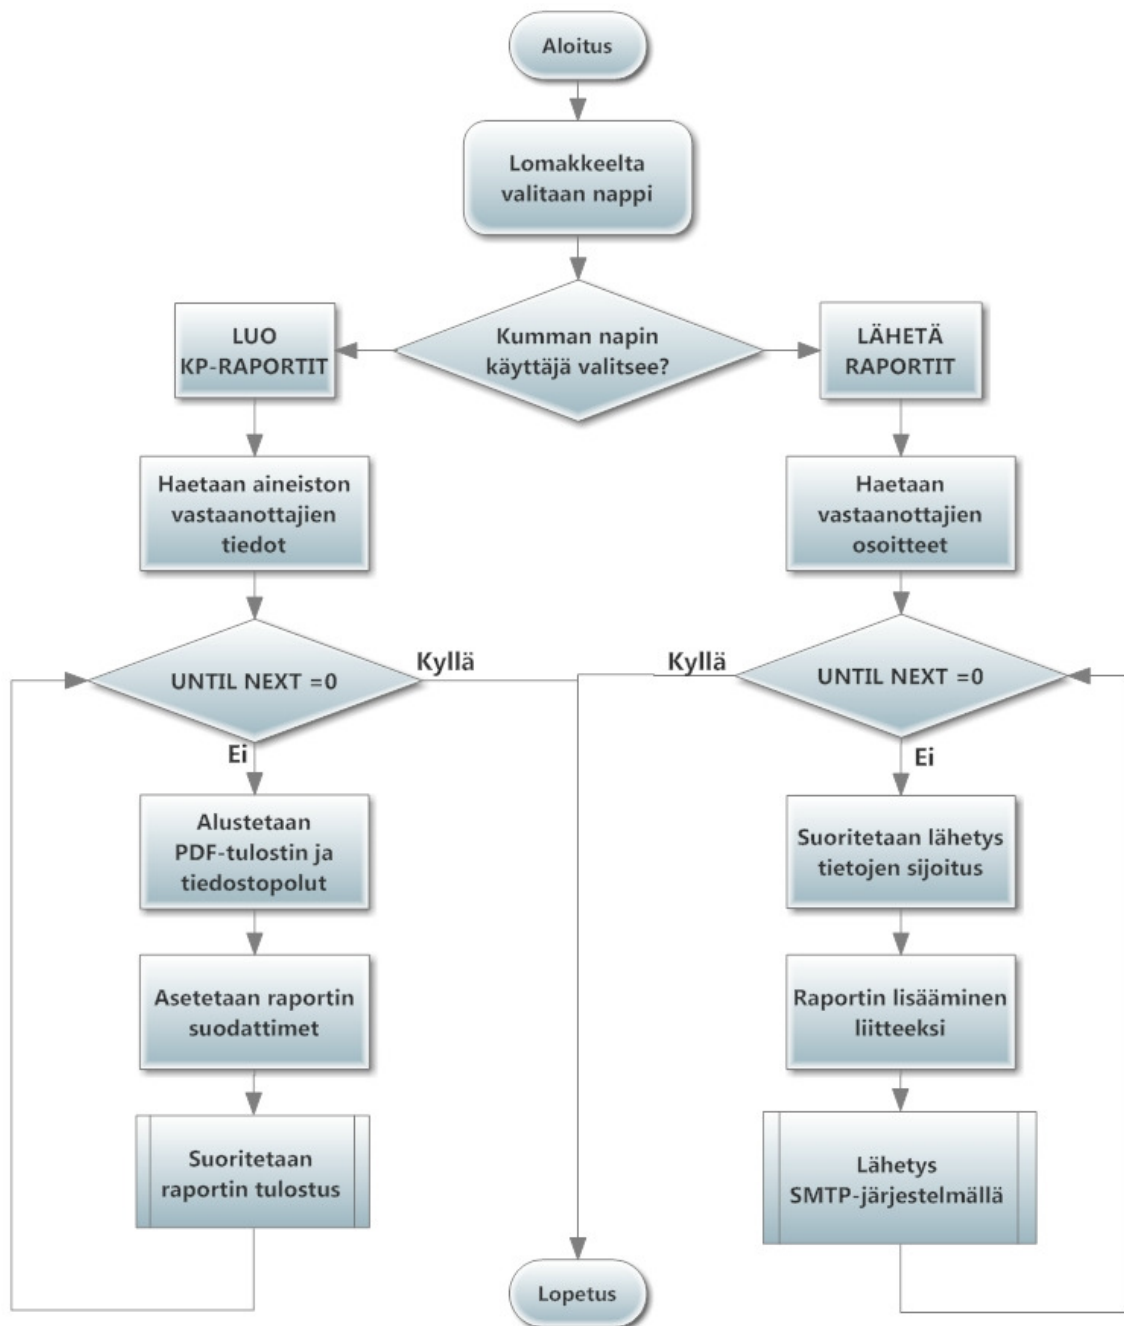 Aloitus
Lomakkeelta
valitaan nappi
Kumman napin
käyttäjä valitsee?
LUO
KP-RAPORTIT
LÄHETÄ
RAPORTIT
Haetaan aineiston
vastaanottajien
tiedot
Haetaan
vastaanottajien
osoitteet
UNTIL NEXT =0
Kyllä
Kyllä
UNTIL NEXT =0
Ei
Ei
Alustetaan
PDF-tulostin ja
tiedostopolut
Suoritetaan lähetys
tietojen sijoitus
Asetetaan raportin
suodattimet
Raportin lisääminen
liitteeksi
Suoritetaan
raportin tulostus
Lähetys
SMTP-järjestelmällä
Lopetus